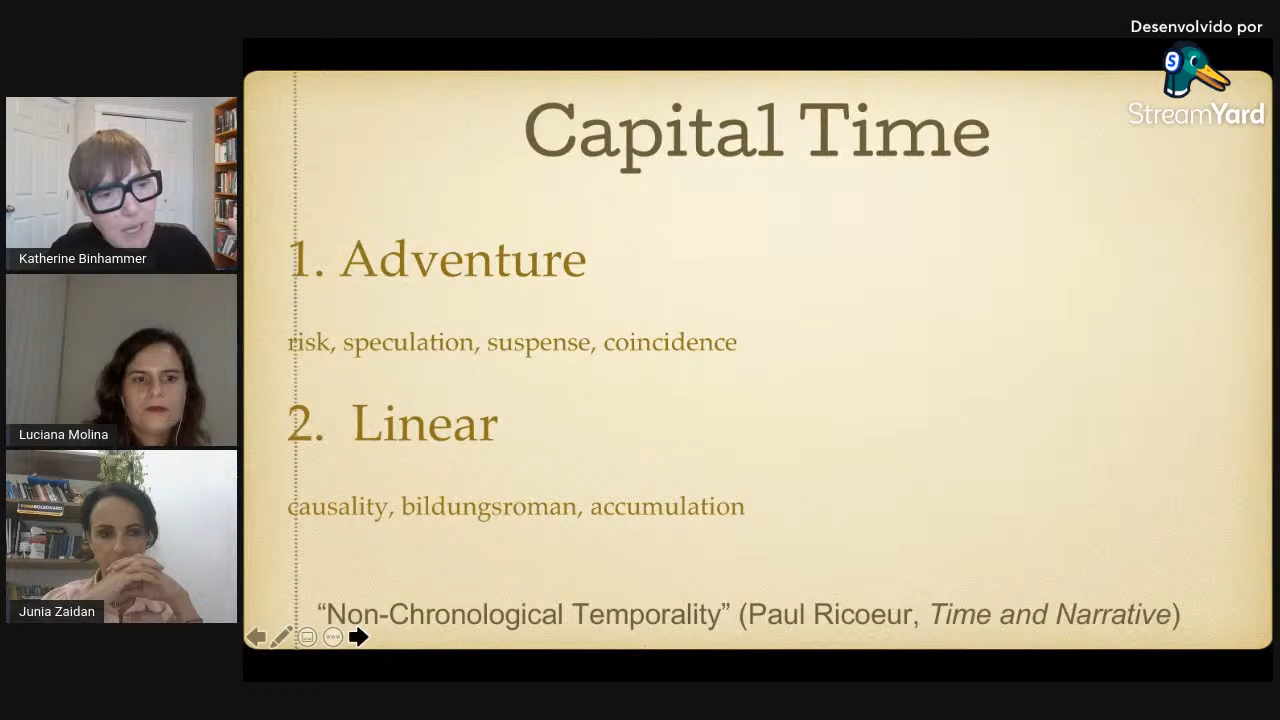 Desenvolvido por
StreamYard
Capital Time
1. Adventure
risk, speculation, suspense, coincidence
2. Linear
causality, bildungsroman, accumulation
“Non-Chronological Temporality” (Paul Ricoeur, Time and Narrative)
Katherine Binhammer
Luciana Molina
Junia Zaidan